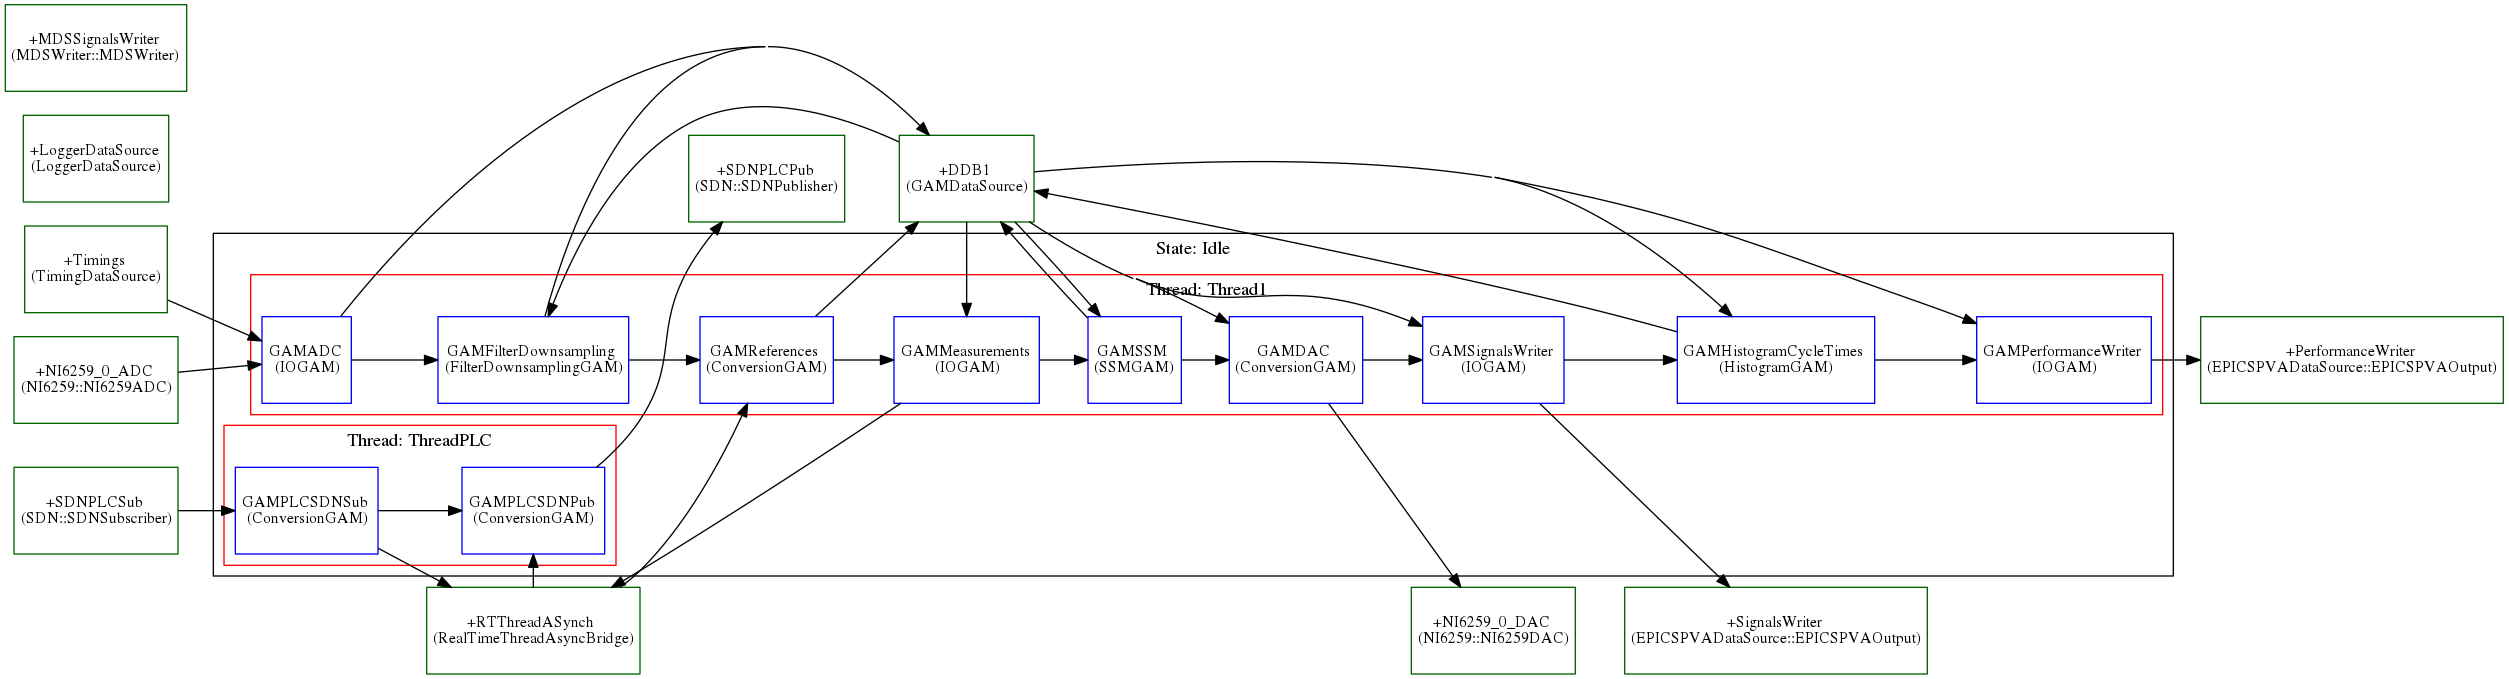 +MDSSignalsWriter
(MDSWriter::MDSWriter)
+LoggerDataSource
(LoggerDataSource)
+Timings
(TimingDataSource)
+NI6259_0_ADC
(NI6259::NI6259ADC)
+SDNPLCSub
(SDN::SDNSubscriber)
+SDNPLCPub
(SDN::SDNPublisher)
+DDB1
(GAMDataSource)
State: Idle
Thread: Thread1
GAMADC
(IOGAM)
GAMFilterDownsampling
(FilterDownsamplingGAM)
GAMReferences
(ConversionGAM)
GAMMeasurements
(IOGAM)
GAMSSM
(SSMGAM)
GAMDAC
(ConversionGAM)
GAMSignalsWriter
(IOGAM)
GAMHistogramCycleTimes
(HistogramGAM)
GAMPerformanceWriter
(IOGAM)
+PerformanceWriter
(EPICSPVADataSource::EPICSPVAOutput)
Thread: ThreadPLC
GAMPLCSDNSub
(ConversionGAM)
GAMPLCSDNPub
(ConversionGAM)
+RTThreadASynch
(RealTimeThreadAsyncBridge)
+NI6259_0_DAC
(NI6259::NI6259DAC)
+SignalsWriter
(EPICSPVADataSource::EPICSPVAOutput)